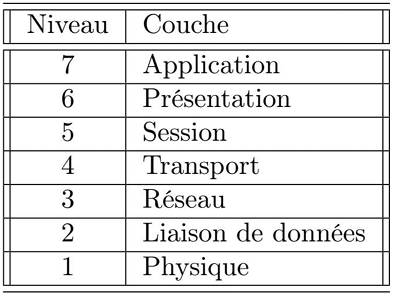 Niveau Couche
7 Application
6 Présentation
5 Session
4 Transport
3 Réseau
2 Liaison de données
1 Physique